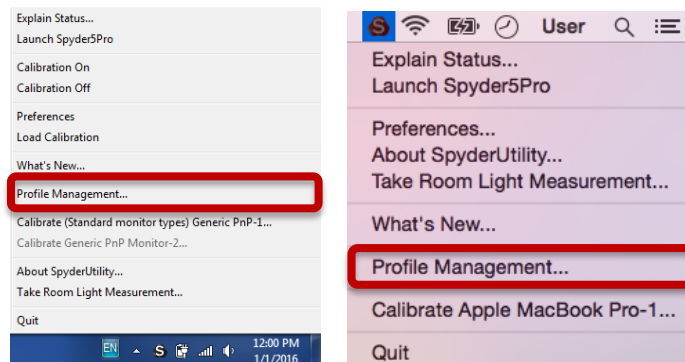 Explain Status...
Launch Spyder5Pro
Calibration On
Calibration Off
Preferences
Load Calibration
What's New...
Profile Management...
Calibrate (Standard monitor types) Generic PnP-1...
Calibrate Generic PnP Monitor-2...
About SpyderUtility...
Take Room Light Measurement...
Quit
EN S 12:00 PM
1/1/2016
S User
Explain Status...
Launch Spyder5Pro
Preferences...
About SpyderUtility...
Take Room Light Measurement...
What's New...
Profile Management...
Calibrate Apple MacBook Pro-1...
Quit